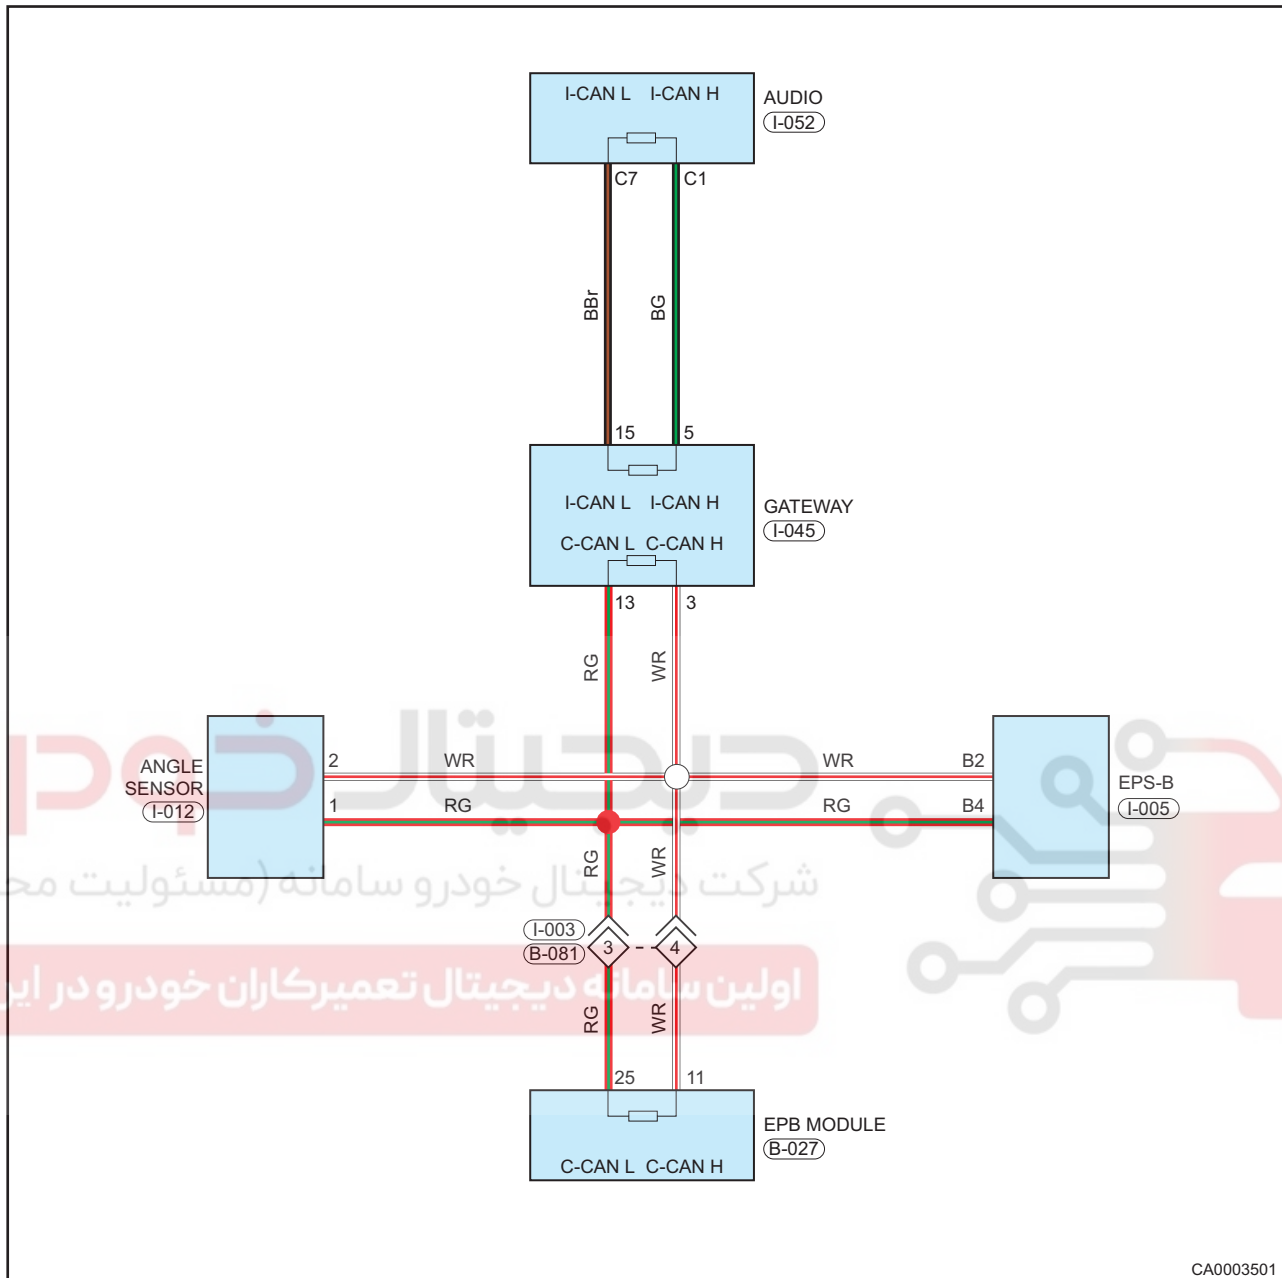 I-CAN L I-CAN H
AUDIO
I-052
C7 C1
BBr BG
15 5
I-CAN L I-CAN H
C-CAN L C-CAN H
GATEWAY
I-045
13 3
RG WR
ANGLE
SENSOR
I-012
2 WR WR B2
1 RG RG B4
EPS-B
I-005
دیجیتال خودرو
شرکت دیجیتال خودرو سامانه (مسئولیت
RG WR
I-003
B-081
3 4
اولین سامانه دیجیتال تعمیرکاران خودرو در
RG WR
25 11
C-CAN L C-CAN H
EPB MODULE
B-027
CA0003501